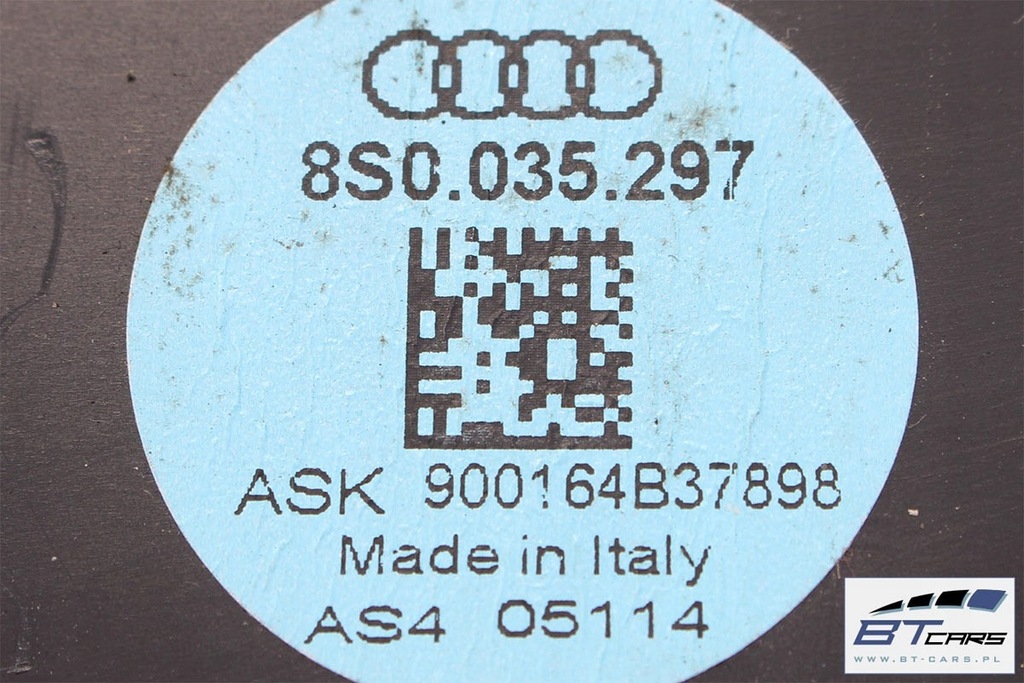 8S0.035.297
ASK 900164B37898
Made in Italy
AS4 05114
BT CARS
WWW.BT-CARS.PL